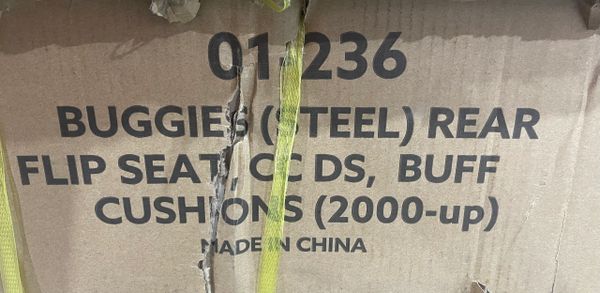 01-236
BUGGIES (STEEL) REAR
FLIP SEAT, CC DS, BUFF
CUSHIONS (2000-up)
MADE IN CHINA